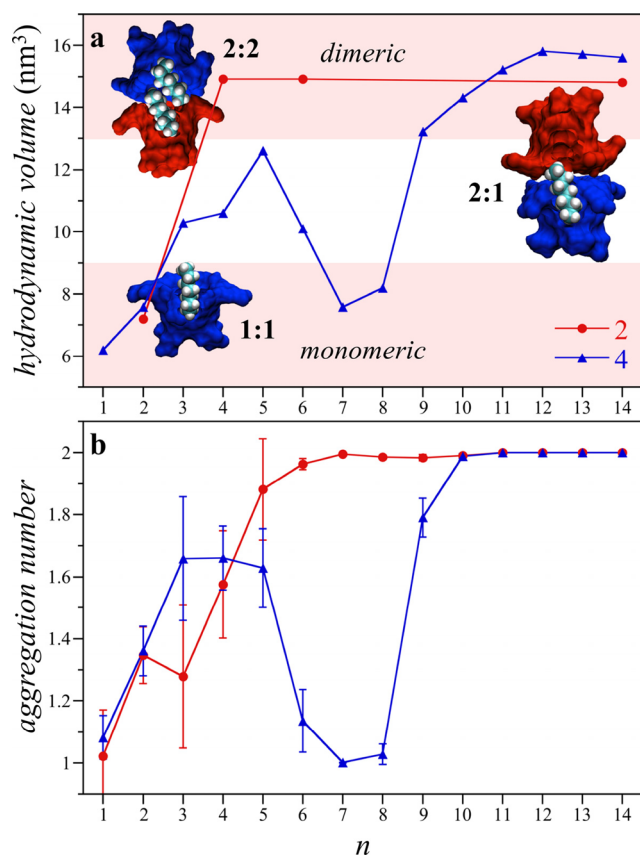 a
2:2
dimeric
2:1
1:1
monomeric
2
4
hydrodynamic volume (nm³)
16
14
12
10
8
6
1 2 3 4 5 6 7 8 9 10 11 12 13 14
b
aggregation number
2
1.8
1.6
1.4
1.2
1
1 2 3 4 5 6 7 8 9 10 11 12 13 14
n